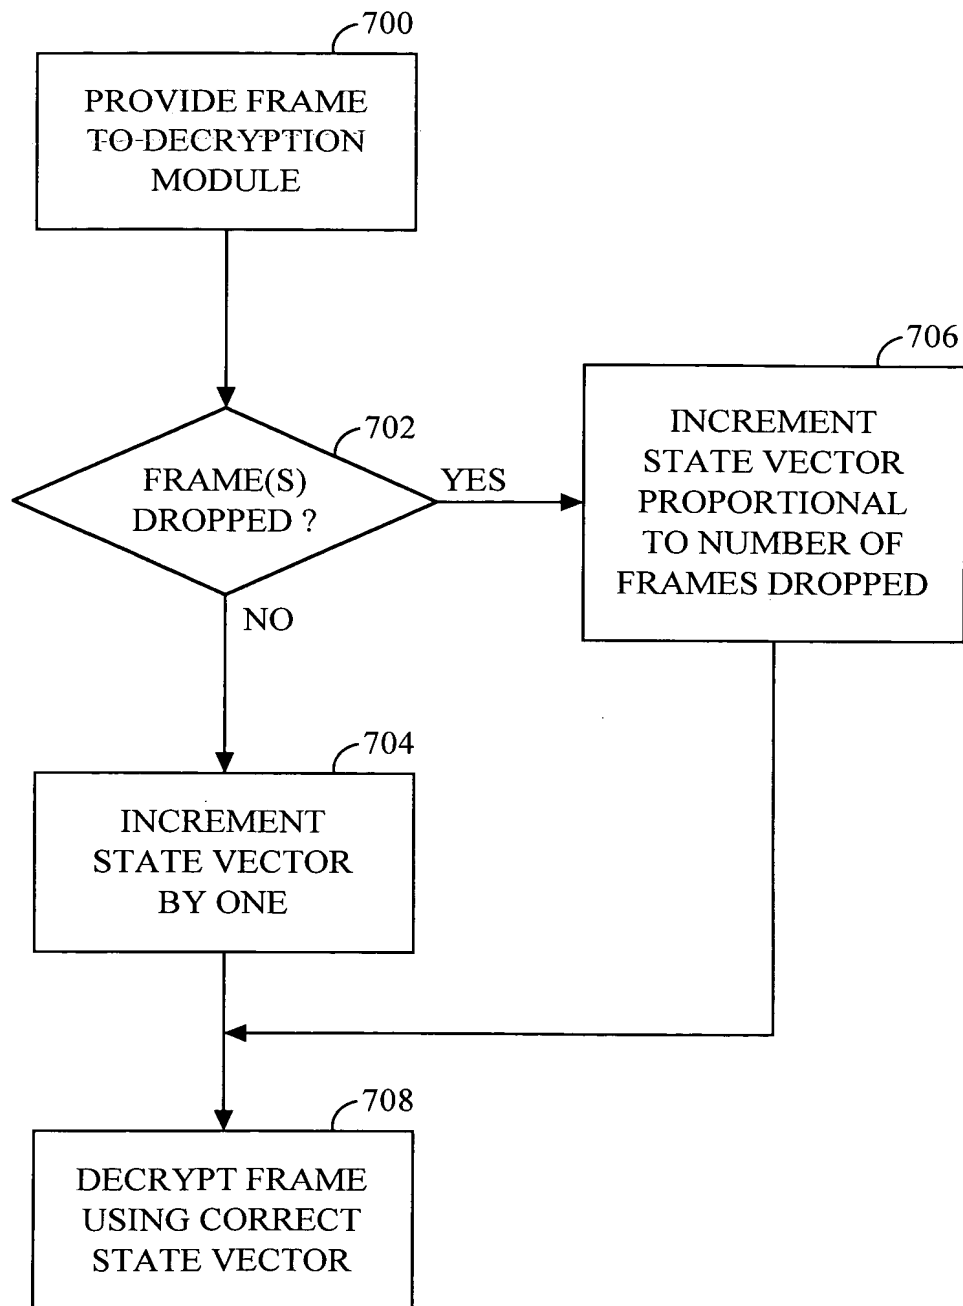 700
PROVIDE FRAME
TO-DECRYPTION
MODULE
702
FRAME(S)
DROPPED ?
YES
NO
706
INCREMENT
STATE VECTOR
PROPORTIONAL
TO NUMBER OF
FRAMES DROPPED
704
INCREMENT
STATE VECTOR
BY ONE
708
DECRYPT FRAME
USING CORRECT
STATE VECTOR